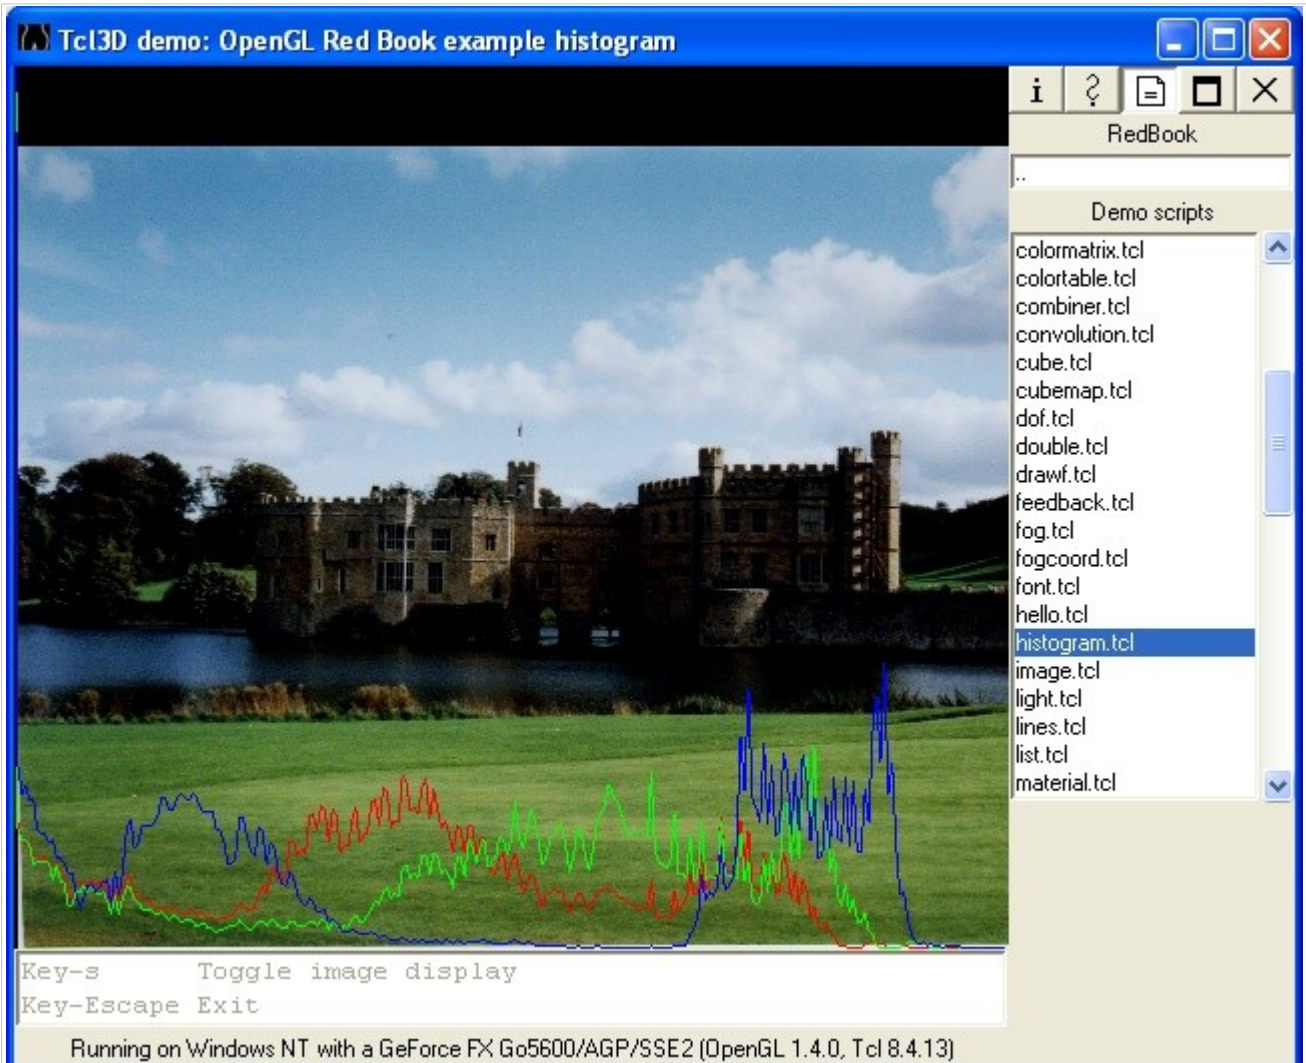 Tcl3D demo: OpenGL Red Book example histogram
i ?
RedBook
..
Demo scripts
colormatrix.tcl
colortable.tcl
combiner.tcl
convolution.tcl
cube.tcl
cubemap.tcl
dof.tcl
double.tcl
drawf.tcl
feedback.tcl
fog.tcl
fogcoord.tcl
font.tcl
hello.tcl
histogram.tcl
image.tcl
light.tcl
lines.tcl
list.tcl
material.tcl
Key-s Toggle image display
Key-Escape Exit
Running on Windows NT with a GeForce FX Go5600/AGP/SSE2 (OpenGL 1.4.0, Tcl 8.4.13)